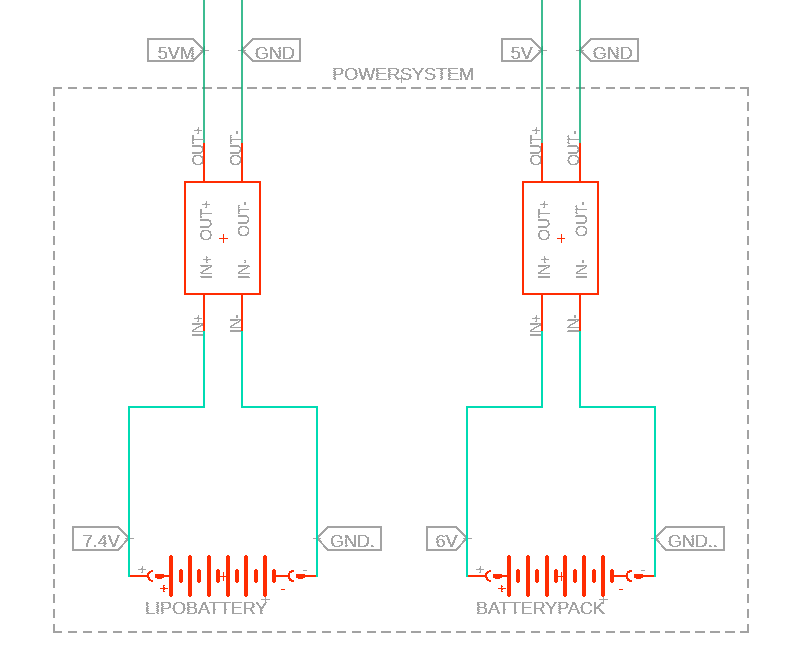 5VM
GND
5V
GND
POWERSYSTEM
OUT+
OUT-
OUT+
OUT-
OUT+
OUT-
OUT+
OUT-
IN+
IN-
IN+
IN-
IN+
IN-
IN+
IN-
7.4V
GND.
6V
GND..
+
-
+
-
+
-
+
-
LIPOBATTERY
BATTERYPACK